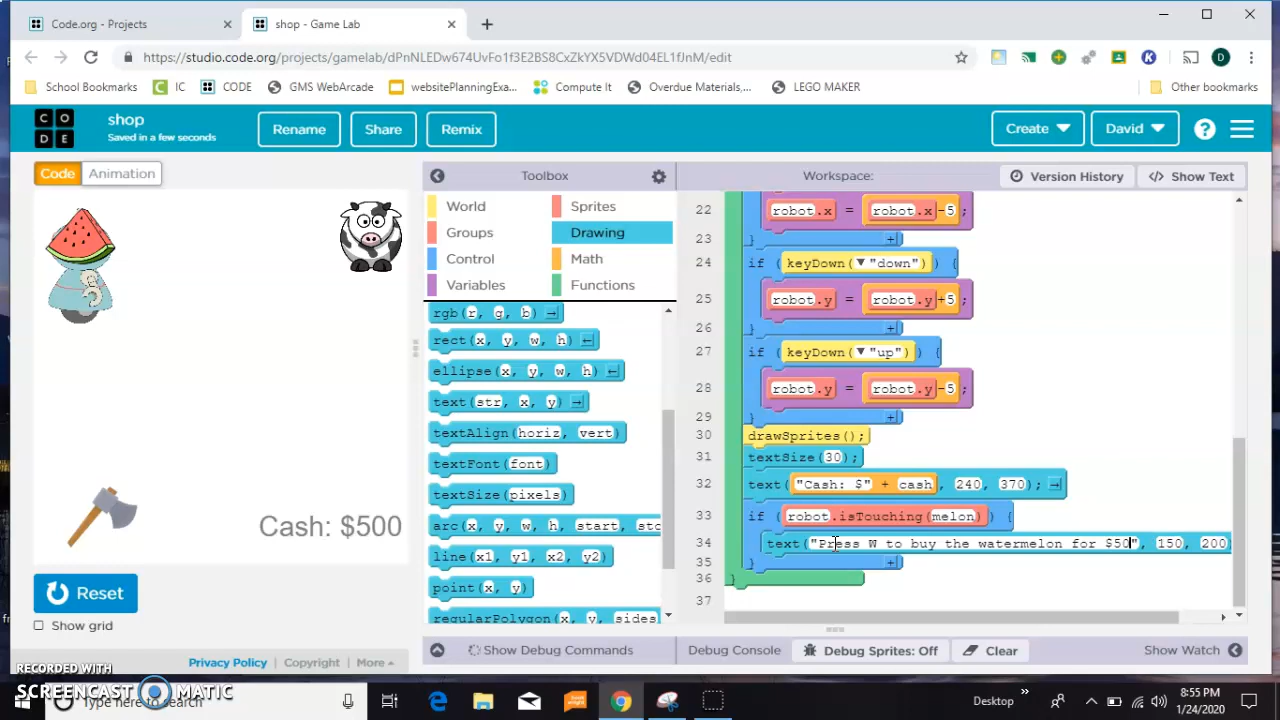 Code.org - Projects
shop - Game Lab
https://studio.code.org/projects/gamelab/dPnNLEDw674UvFo1f3E2BS8CxZkYX5VDWd04EL1fJnM/edit
D
School Bookmarks
IC
CODE
GMS WebArcade
websitePlanningExa...
Compute It
Overdue Materials,...
LEGO MAKER
Other bookmarks
C O
D E
shop
Saved in a few seconds
Rename
Share
Remix
Create
David
?
Code
Animation
Toolbox
Workspace:
Version History
</> Show Text
World
Sprites
Groups
Drawing
Control
Math
Variables
Functions
rgb(r, g, b)
rect(x, y, w, h)
ellipse(x, y, w, h)
text(str, x, y)
textAlign(horiz, vert)
textFont(font)
textSize(pixels)
arc(x, y, w, h, start, sto
line(x1, y1, x2, y2)
point(x, y)
regularPolygon(x, y, sides
22 robot.x = robot.x-5;
23 }
24 if (keyDown("down")) {
25 robot.y = robot.y+5;
26 }
27 if (keyDown("up")) {
28 robot.y = robot.y-5;
29 }
30 drawSprites();
31 textSize(30);
32 text("Cash: $" + cash, 240, 370);
33 if (robot.isTouching(melon)) {
34 text("Press W to buy the watermelon for $50", 150, 200)
35 }
36 }
37
Cash: $500
Reset
Show grid
Privacy Policy
Copyright
More
Show Debug Commands
Debug Console
Debug Sprites: Off
Clear
Show Watch
RECORDED WITH
SCREENCAST MATIC
Type here to search
Desktop
8:55 PM
1/24/2020